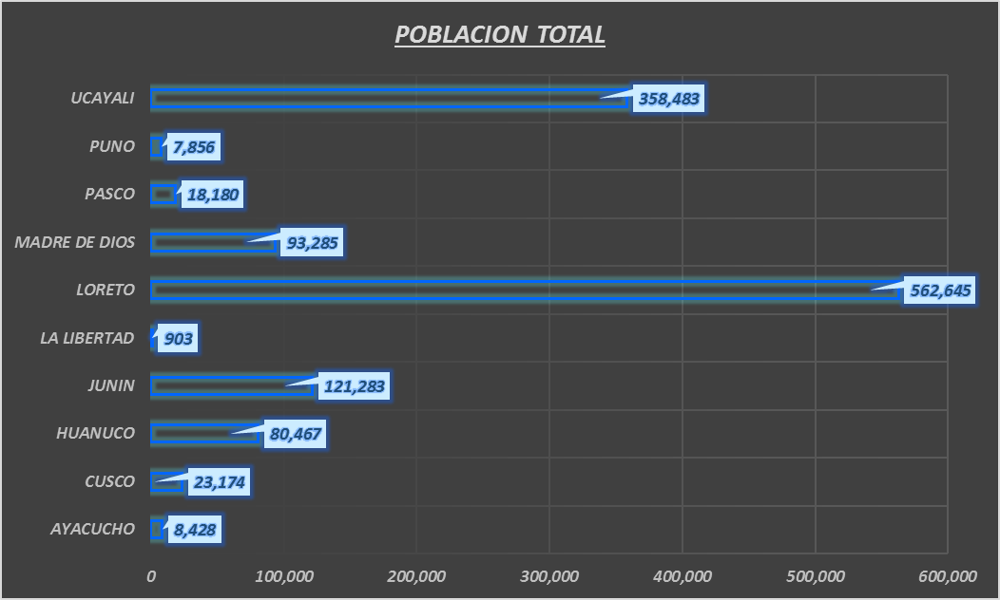 POBLACION TOTAL
UCAYALI 358,483
PUNO 7,856
PASCO 18,180
MADRE DE DIOS 93,285
LORETO 562,645
LA LIBERTAD 903
JUNIN 121,283
HUANUCO 80,467
CUSCO 23,174
AYACUCHO 8,428
0 100,000 200,000 300,000 400,000 500,000 600,000